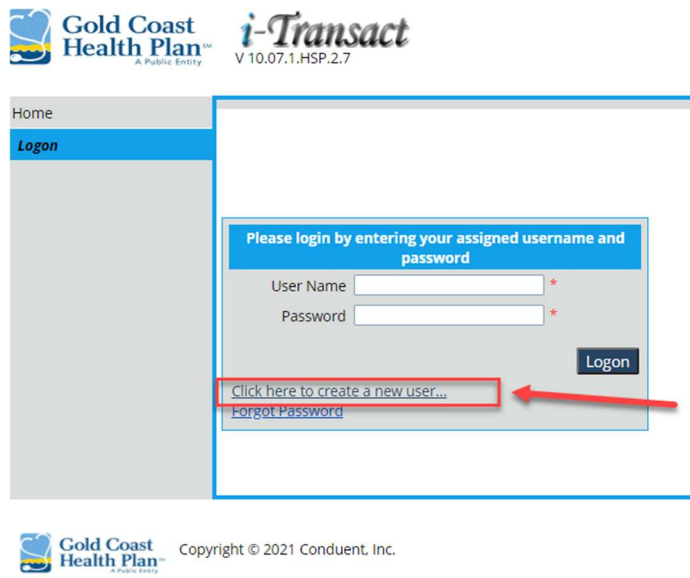 Gold Coast
Health Plan℠
A Public Entity
i-Transact
V 10.07.1.HSP.2.7
Home
Logon
Please login by entering your assigned username and
password
User Name *
Password *
Logon
Click here to create a new user...
Forgot Password
Gold Coast
Health Plan℠
A Public Entity
Copyright © 2021 Conduent, Inc.